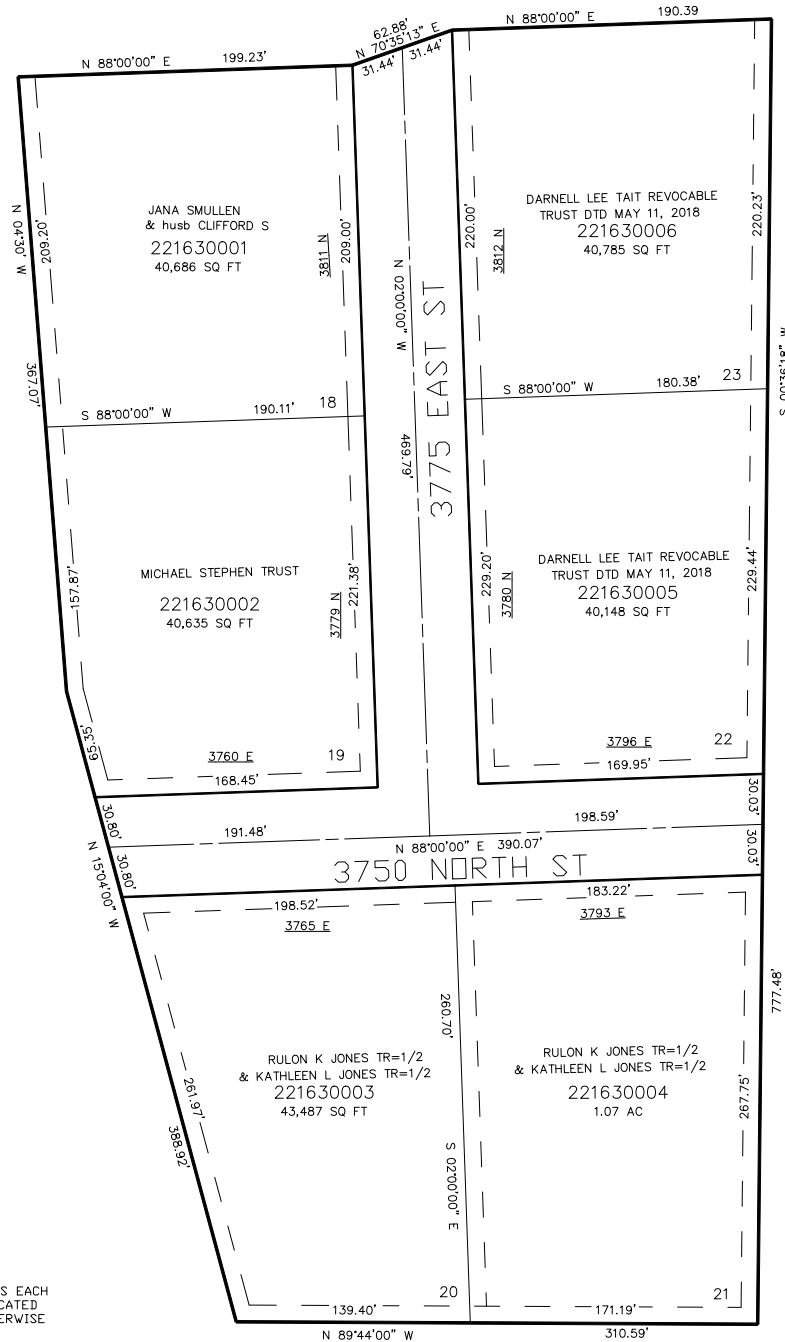 62.88'
N 70°35'13" E
31.44' 31.44'
N 88°00'00" E 190.39
N 88°00'00" E 199.23'
N 04°30' W
209.02'
367.07'
JANA SMULLEN
& husb CLIFFORD S
221630001
40,686 SQ FT
3811 N
209.00'
18
S 88°00'00" W 190.11'
N 02°00'00" W
469.79'
3775 EAST ST
220.00'
3812 N
DARNELL LEE TAIT REVOCABLE
TRUST DTD MAY 11, 2018
221630006
40,785 SQ FT
220.23'
S 00°36'18" W
S 88°00'00" W 180.38' 23
157.87'
65.35'
MICHAEL STEPHEN TRUST
221630002
40,635 SQ FT
3779 N
221.38'
3760 E 19
168.45'
229.20'
3780 N
DARNELL LEE TAIT REVOCABLE
TRUST DTD MAY 11, 2018
221630005
40,148 SQ FT
229.44'
3796 E 22
169.95'
30.80'
30.80'
N 15°04'00" W
191.48' 198.59'
N 88°00'00" E 390.07'
3750 NORTH ST
30.03'
30.03'
198.52'
3765 E
183.22'
3793 E
777.48'
260.70'
S 02°00'00" E
RULON K JONES TR=1/2
& KATHLEEN L JONES TR=1/2
221630003
43,487 SQ FT
261.97'
388.92'
RULON K JONES TR=1/2
& KATHLEEN L JONES TR=1/2
221630004
1.07 AC
267.75'
20
139.40'
21
171.19'
N 89°44'00" W 310.59'
S EACH
CATED
ERWISE